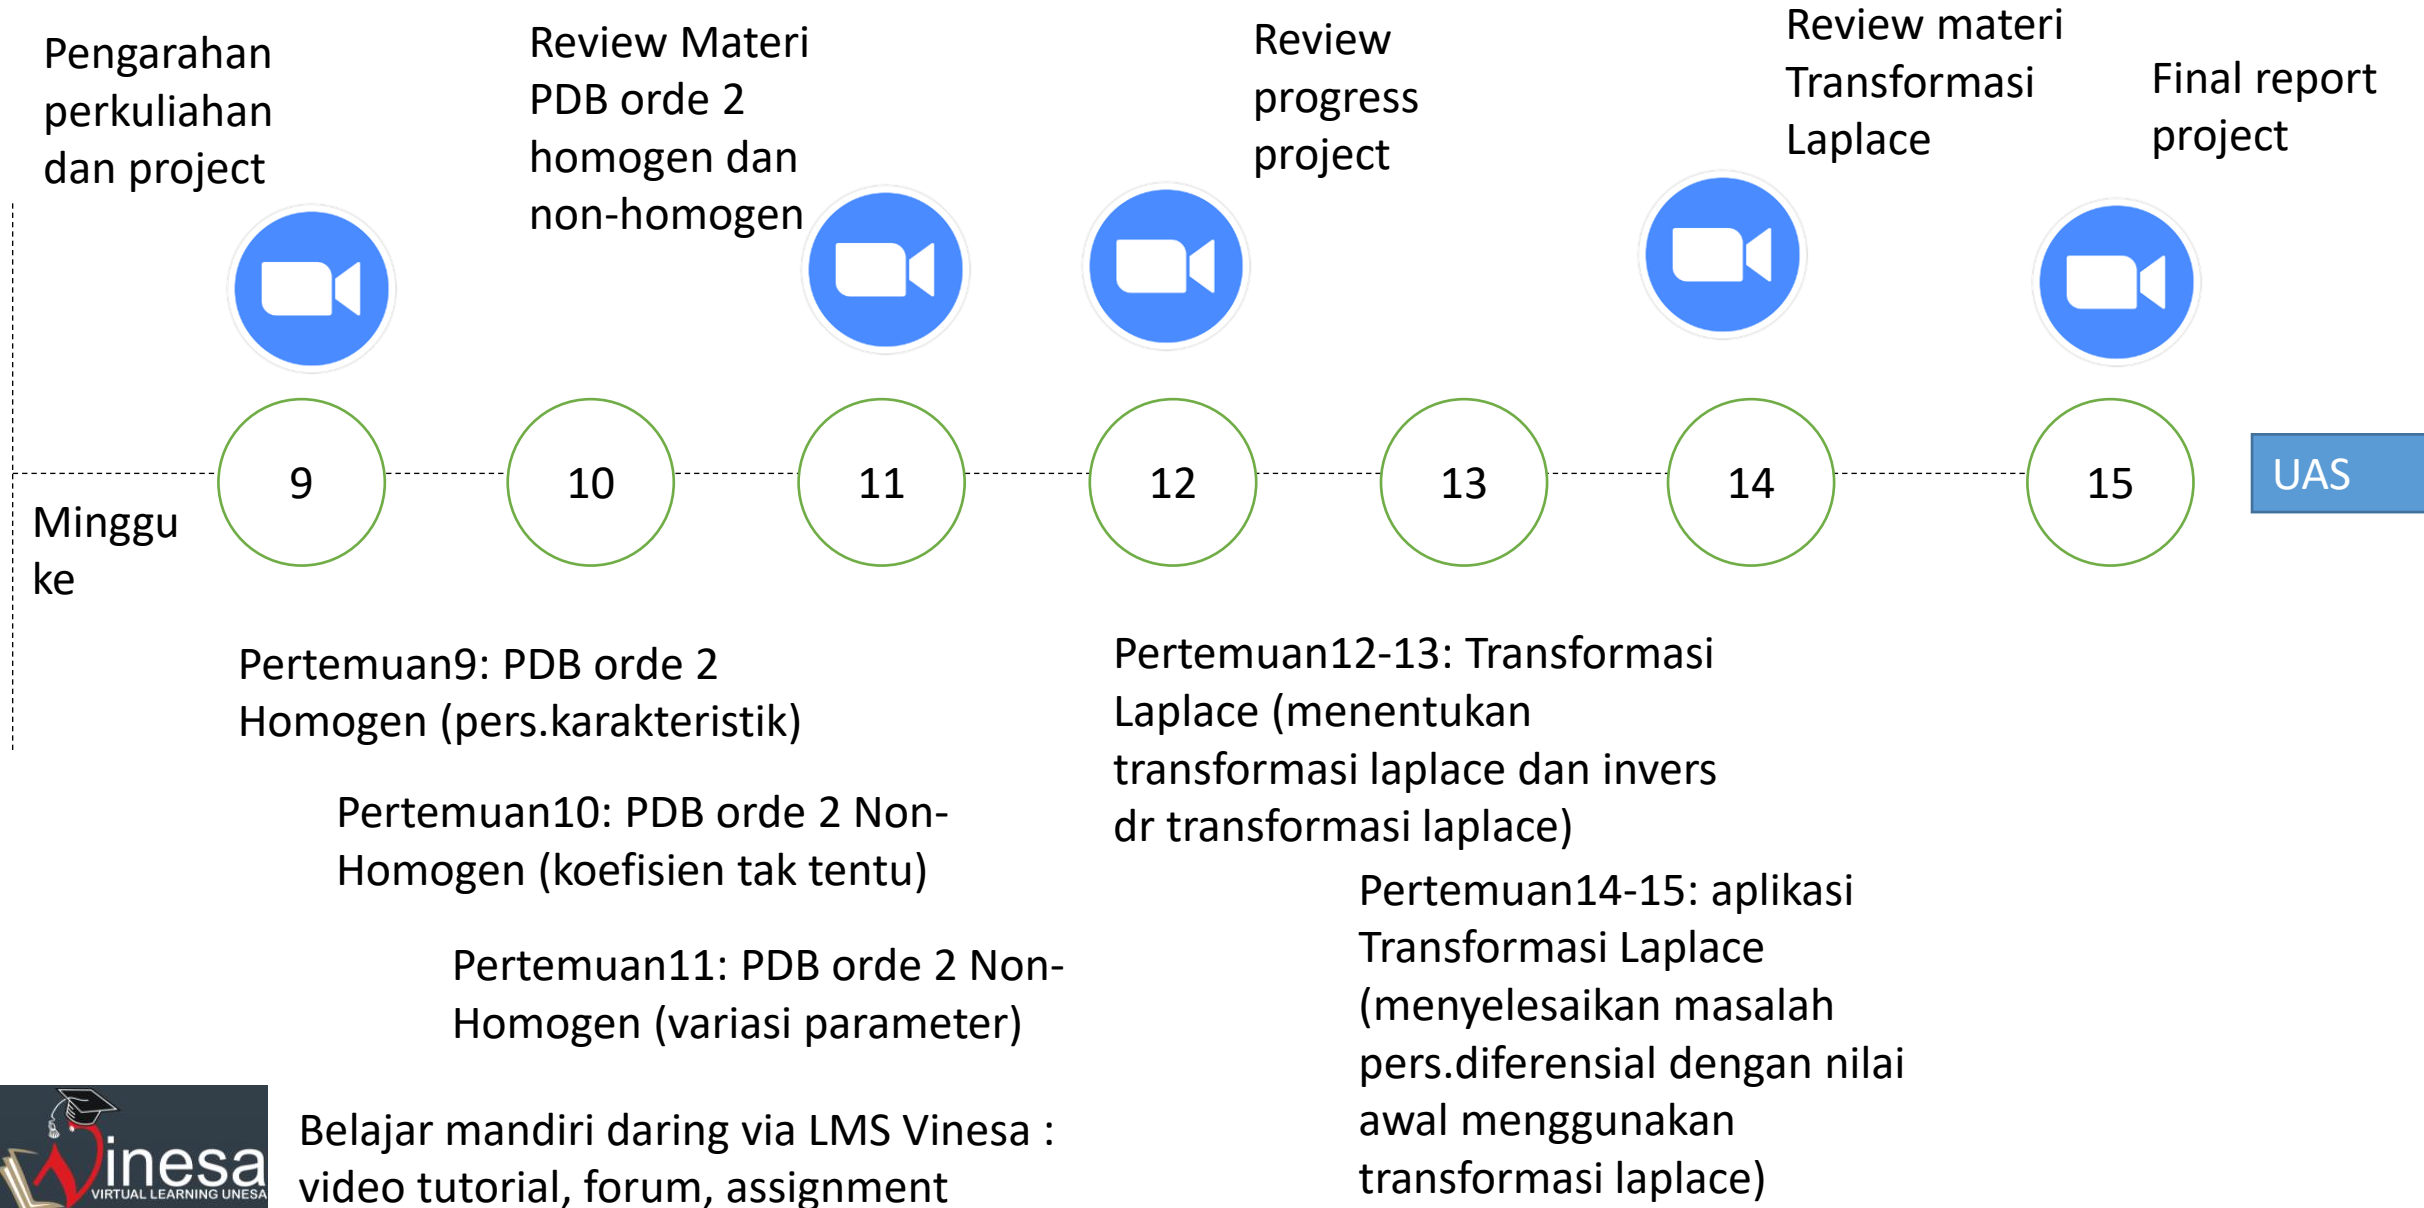 Pengarahan
perkuliahan
dan project
Review Materi
PDB orde 2
homogen dan
non-homogen
Review
progress
project
Review materi
Transformasi
Laplace
Final report
project
Minggu
ke
9
10
11
12
13
14
15
UAS
Pertemuan9: PDB orde 2
Homogen (pers.karakteristik)
Pertemuan10: PDB orde 2 Non-
Homogen (koefisien tak tentu)
Pertemuan11: PDB orde 2 Non-
Homogen (variasi parameter)
Pertemuan12-13: Transformasi
Laplace (menentukan
transformasi laplace dan invers
dr transformasi laplace)
Pertemuan14-15: aplikasi
Transformasi Laplace
(menyelesaikan masalah
pers.diferensial dengan nilai
awal menggunakan
transformasi laplace)
Vinesa
VIRTUAL LEARNING UNESA
Belajar mandiri daring via LMS Vinesa :
video tutorial, forum, assignment